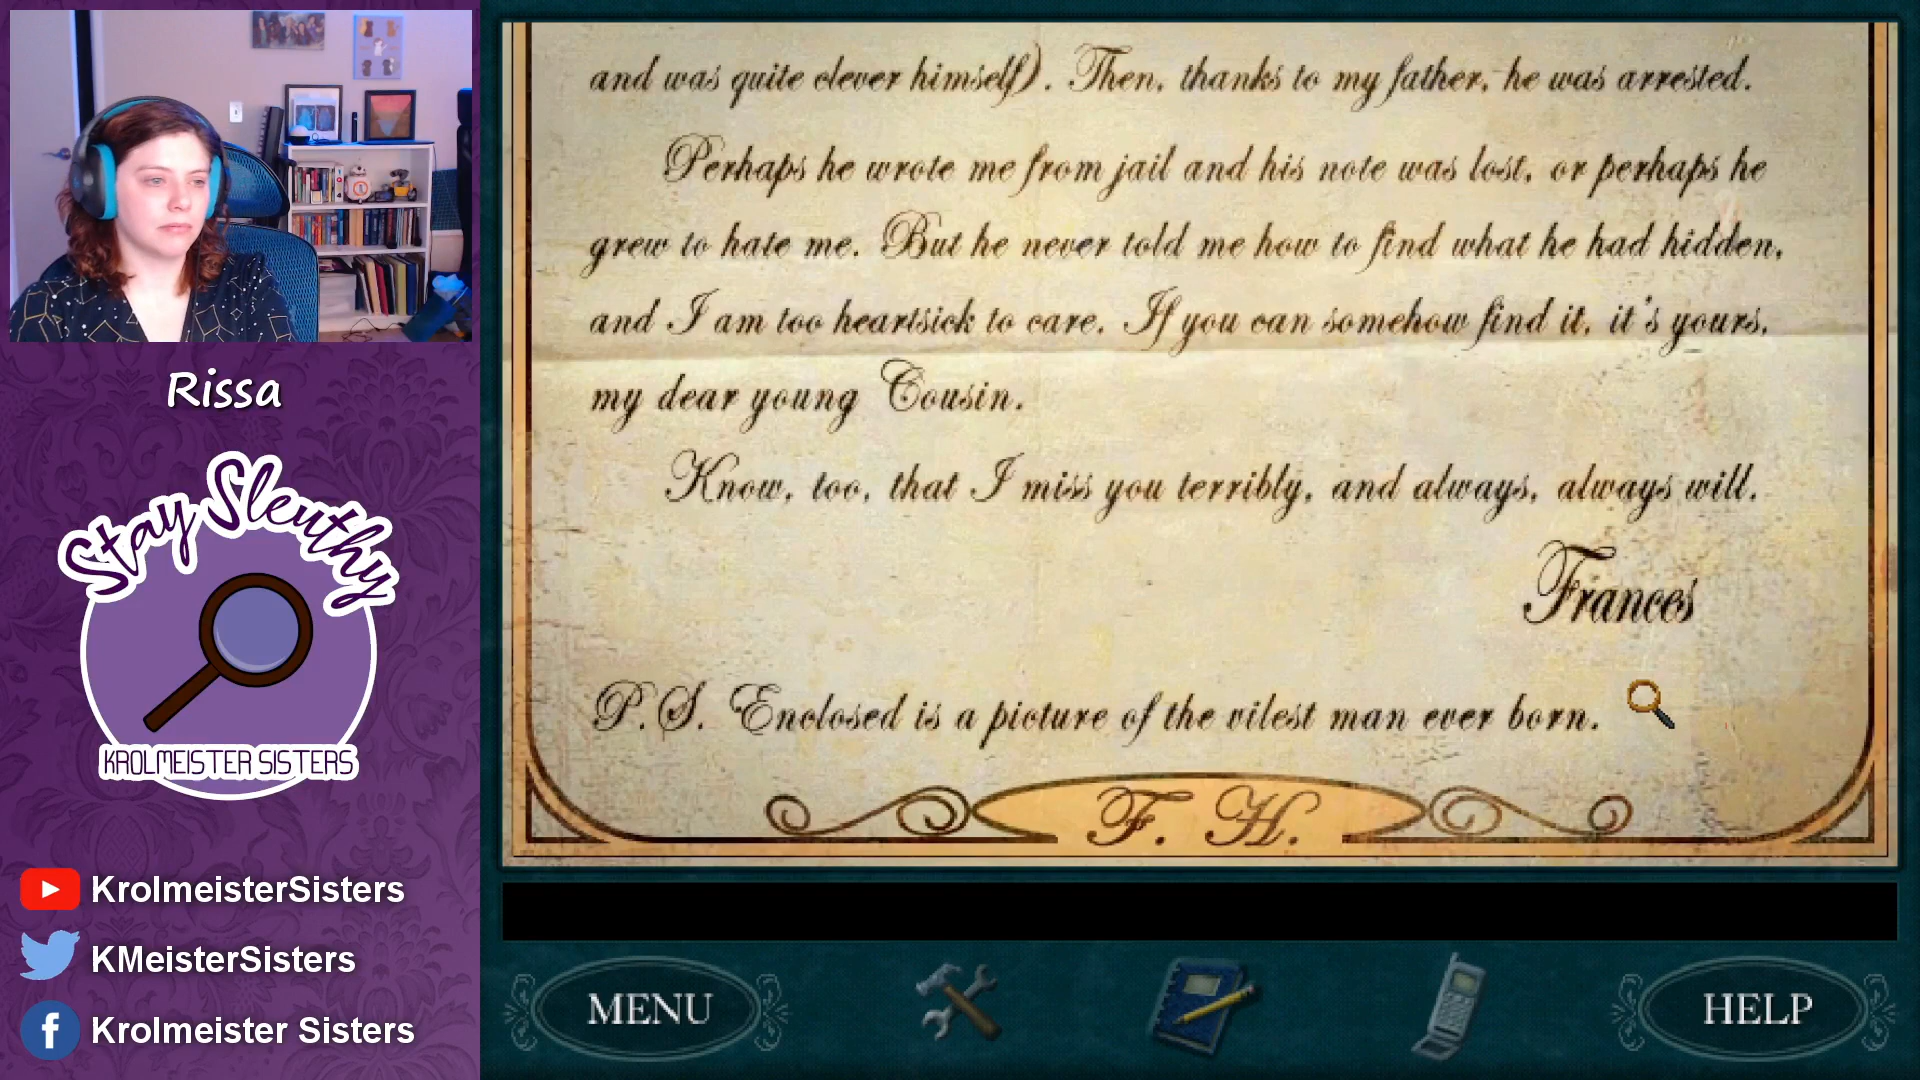 and was quite clever himself). Then, thanks to my father, he was arrested.
Perhaps he wrote me from jail and his note was lost, or perhaps he
grew to hate me. But he never told me how to find what he had hidden,
and I am too heartsick to care. If you can somehow find it, it's yours,
my dear young Cousin.
Know, too, that I miss you terribly, and always, always will.
Frances
P.S. Enclosed is a picture of the vilest man ever born.
F. H.
MENU
HELP
Rissa
Stay Sleuthy
KROLMEISTER SISTERS
KrolmeisterSisters
KMeisterSisters
Krolmeister Sisters